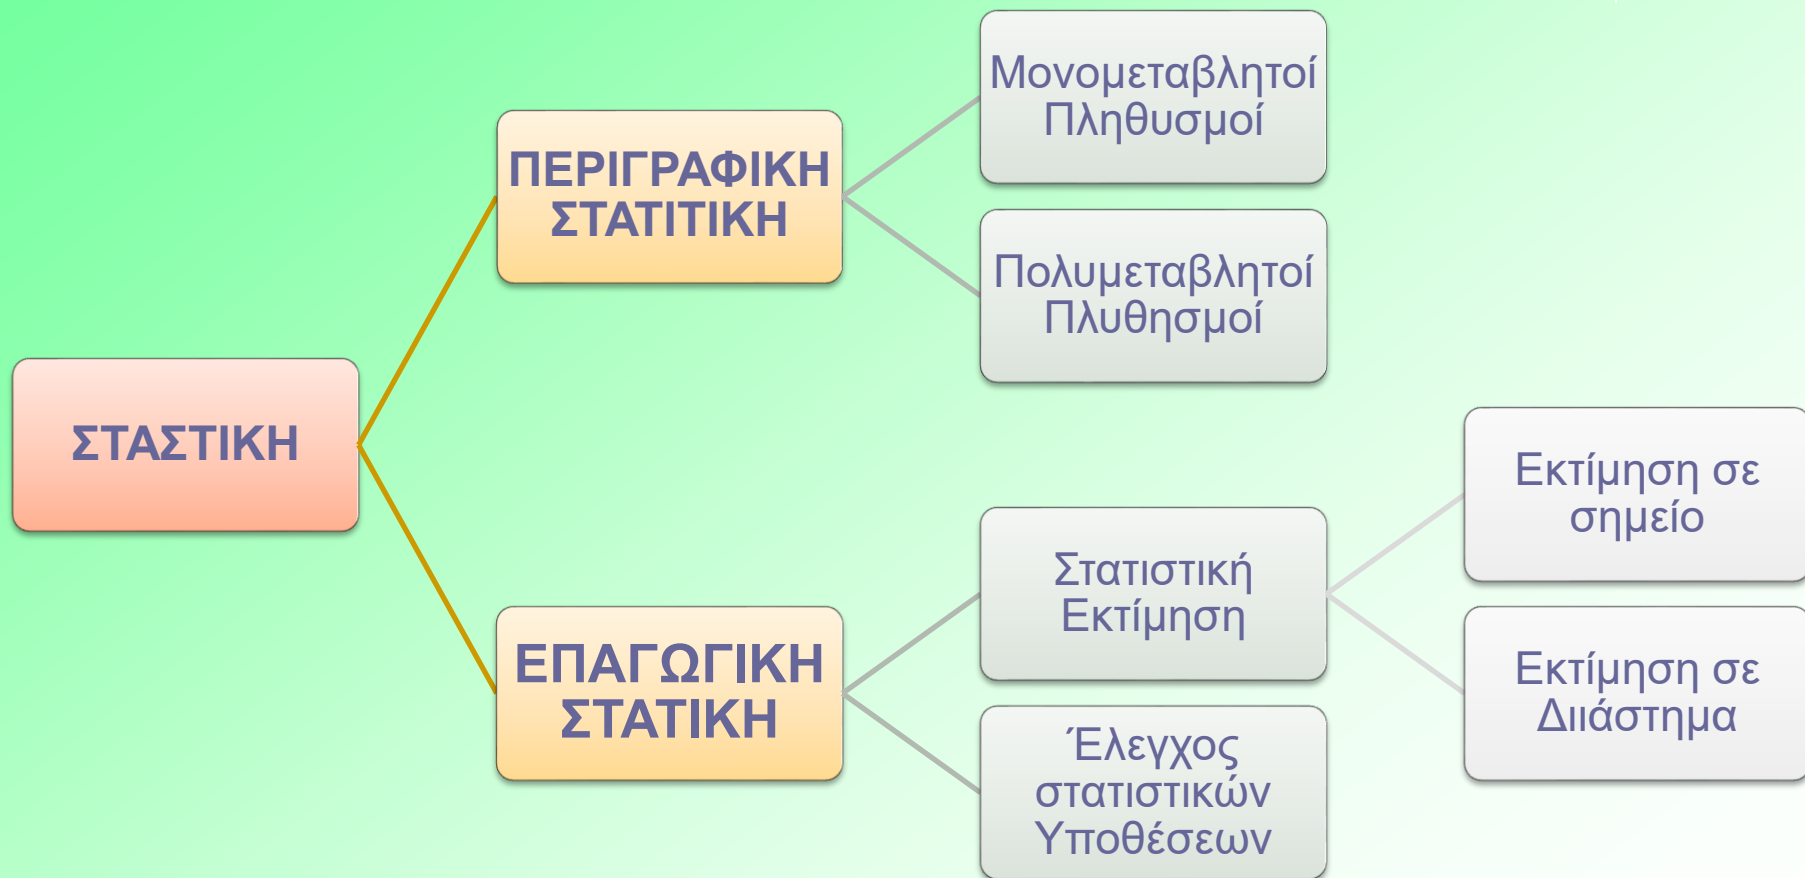 Μονομεταβλητοί
Πληθυσμοί
ΠΕΡΙΓΡΑΦΙΚΗ
ΣΤΑΤΙΤΙΚΗ
Πολυμεταβλητοί
Πλυθησμοί
ΣΤΑΣΤΙΚΗ
Εκτίμηση σε
σημείο
Στατιστική
Εκτίμηση
Εκτίμηση σε
Διιάστημα
ΕΠΑΓΩΓΙΚΗ
ΣΤΑΤΙΚΗ
Έλεγχος
στατιστικών
Υποθέσεων